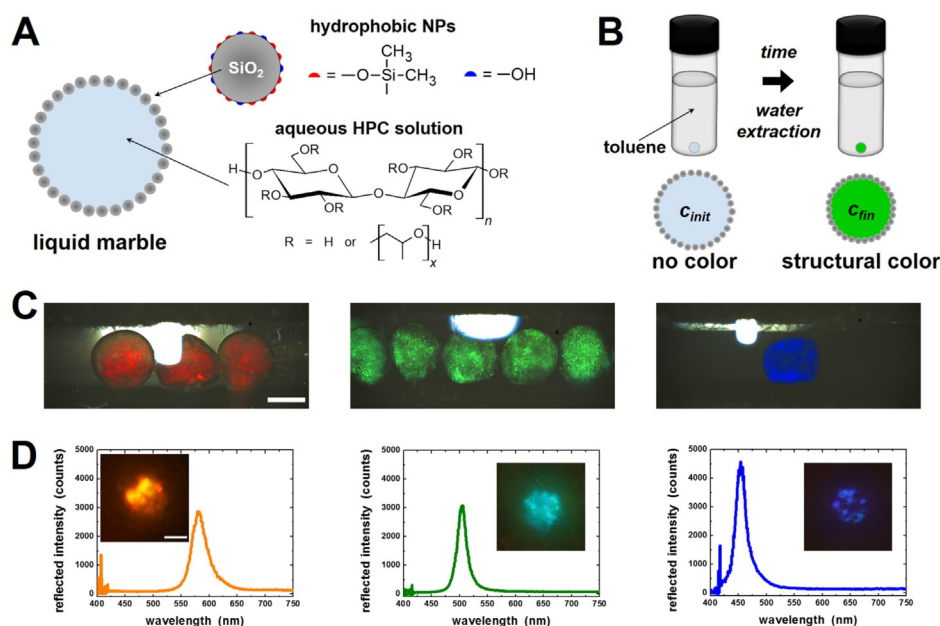 A
hydrophobic NPs
SiO2
= —O—Si—CH3
CH3
= —OH
aqueous HPC solution
H
O
OR
RO
OR
O
OR
OR
RO
OR
O
OR
n
R = H or
O
H
x
liquid marble
B
time
water
extraction
toluene
c_init
c_fin
no color
structural color
C
D
reflected intensity (counts)
5000
4000
3000
2000
1000
0
400 450 500 550 600 650 700 750
wavelength (nm)
reflected intensity (counts)
5000
4000
3000
2000
1000
0
400 450 500 550 600 650 700 750
wavelength (nm)
reflected intensity (counts)
5000
4000
3000
2000
1000
0
400 450 500 550 600 650 700 750
wavelength (nm)